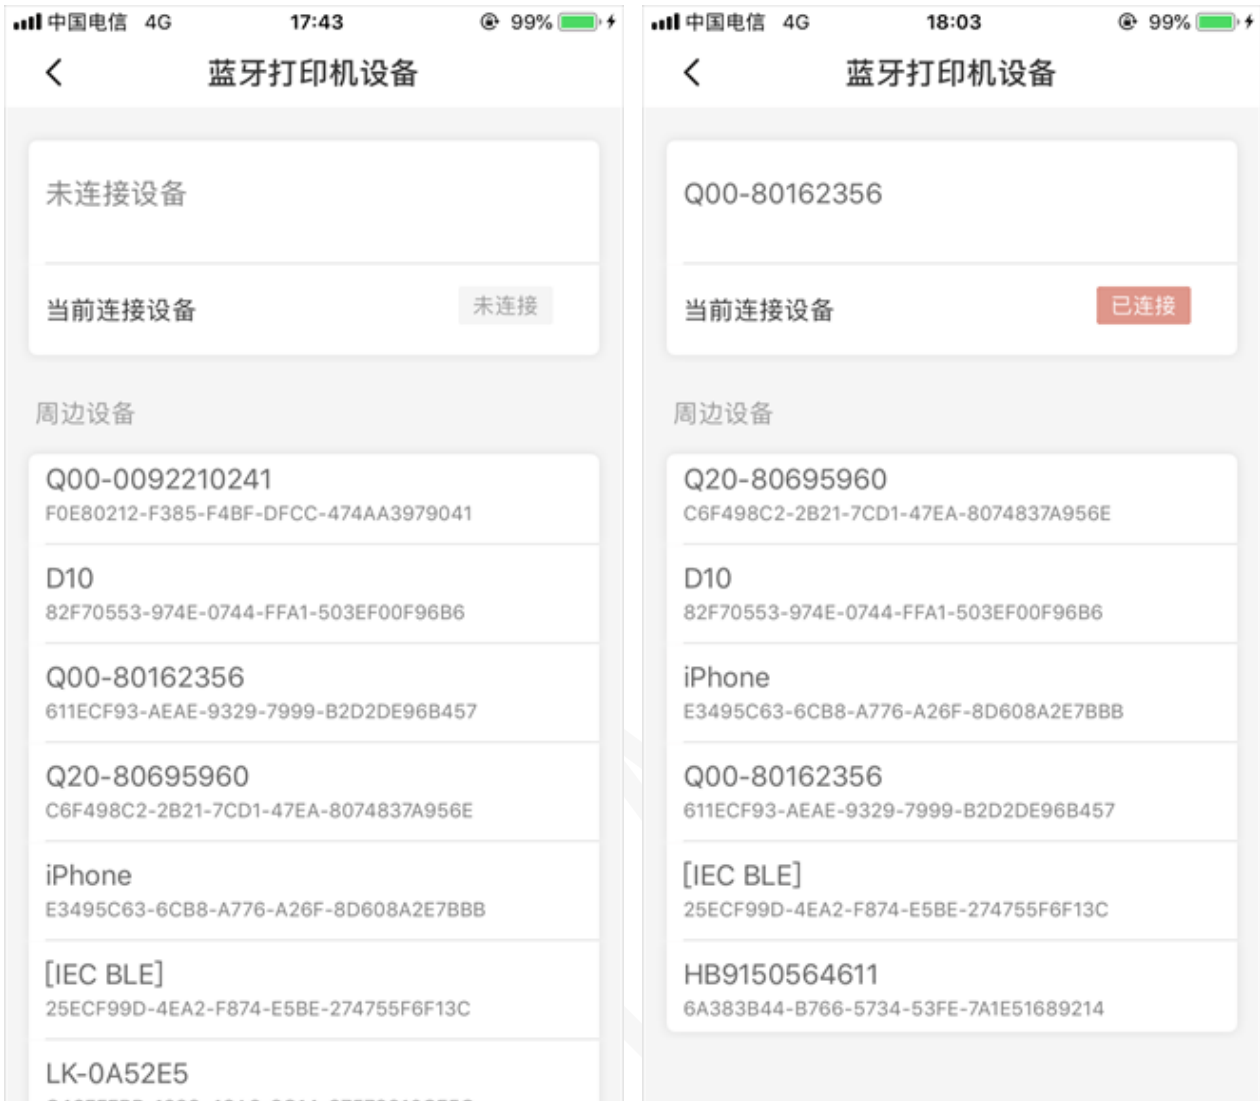 中国电信 4G 17:43 99%
蓝牙打印机设备
未连接设备
当前连接设备 未连接
周边设备
Q00-0092210241
F0E80212-F385-F4BF-DFCC-474AA3979041
D10
82F70553-974E-0744-FFA1-503EF00F96B6
Q00-80162356
611ECF93-AEAE-9329-7999-B2D2DE96B457
Q20-80695960
C6F498C2-2B21-7CD1-47EA-8074837A956E
iPhone
E3495C63-6CB8-A776-A26F-8D608A2E7BBB
[IEC BLE]
25ECF99D-4EA2-F874-E5BE-274755F6F13C
LK-0A52E5
中国电信 4G 18:03 99%
蓝牙打印机设备
Q00-80162356
当前连接设备 已连接
周边设备
Q20-80695960
C6F498C2-2B21-7CD1-47EA-8074837A956E
D10
82F70553-974E-0744-FFA1-503EF00F96B6
iPhone
E3495C63-6CB8-A776-A26F-8D608A2E7BBB
Q00-80162356
611ECF93-AEAE-9329-7999-B2D2DE96B457
[IEC BLE]
25ECF99D-4EA2-F874-E5BE-274755F6F13C
HB9150564611
6A383B44-B766-5734-53FE-7A1E51689214